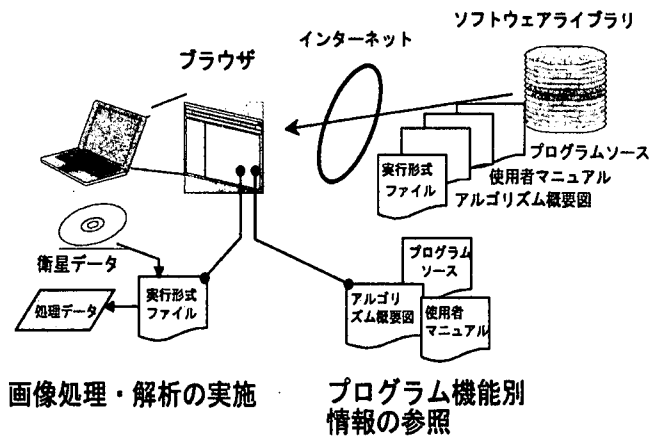 ソフトウェアライブラリ
インターネット
ブラウザ
プログラムソース
使用者マニュアル
アルゴリズム概要図
実行形式
ファイル
衛星データ
処理データ
実行形式
ファイル
プログラム
ソース
アルゴリ
ズム概要図
使用者
マニュアル
画像処理・解析の実施
プログラム機能別
情報の参照